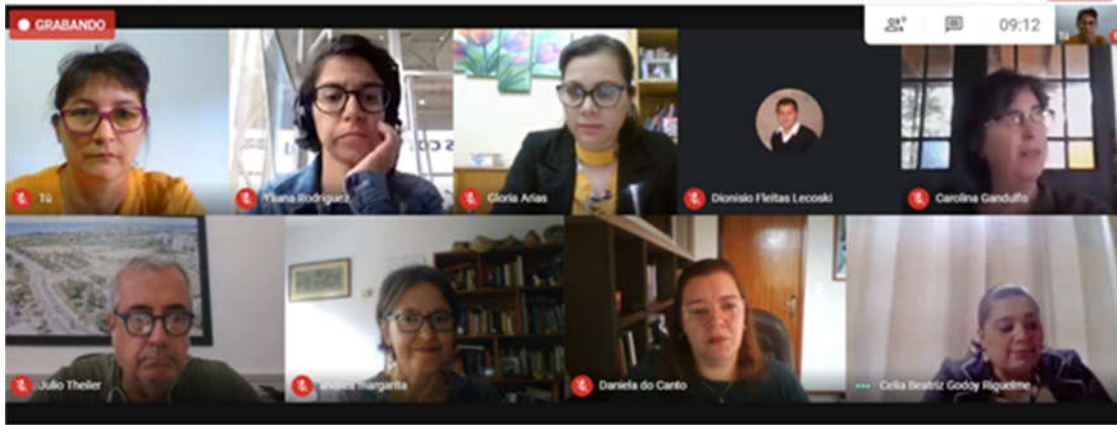 GRABANDO
09:12
Tú
Tú
Yliana Rodríguez
Gloria Arias
Dionisio Fleitas Lecoski
Carolina Gandulfo
Julio Theiler
margarita
Daniela do Canto
Celia Beatriz Godoy Riquelme